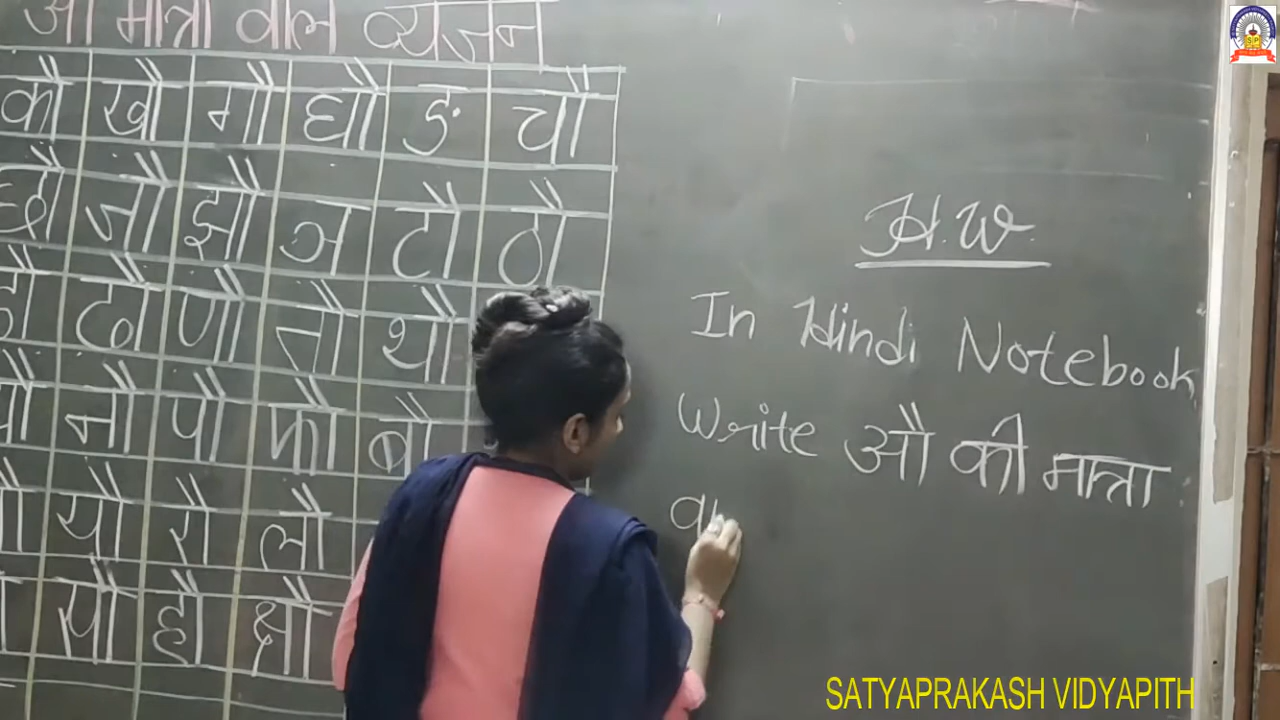 औ मात्रा वाले व्यंजन
कौ खौ गौ घौ ङ चौ
छौ जौ झौ ञ टौ ठौ
ढौ णौ तौ थौ
नौ पौ फौ बौ
यौ रौ लौ
सौ हौ क्षौ
H.W.
In Hindi Notebook
Write औ की मात्रा
वा
SATYAPRAKASH VIDYAPITH